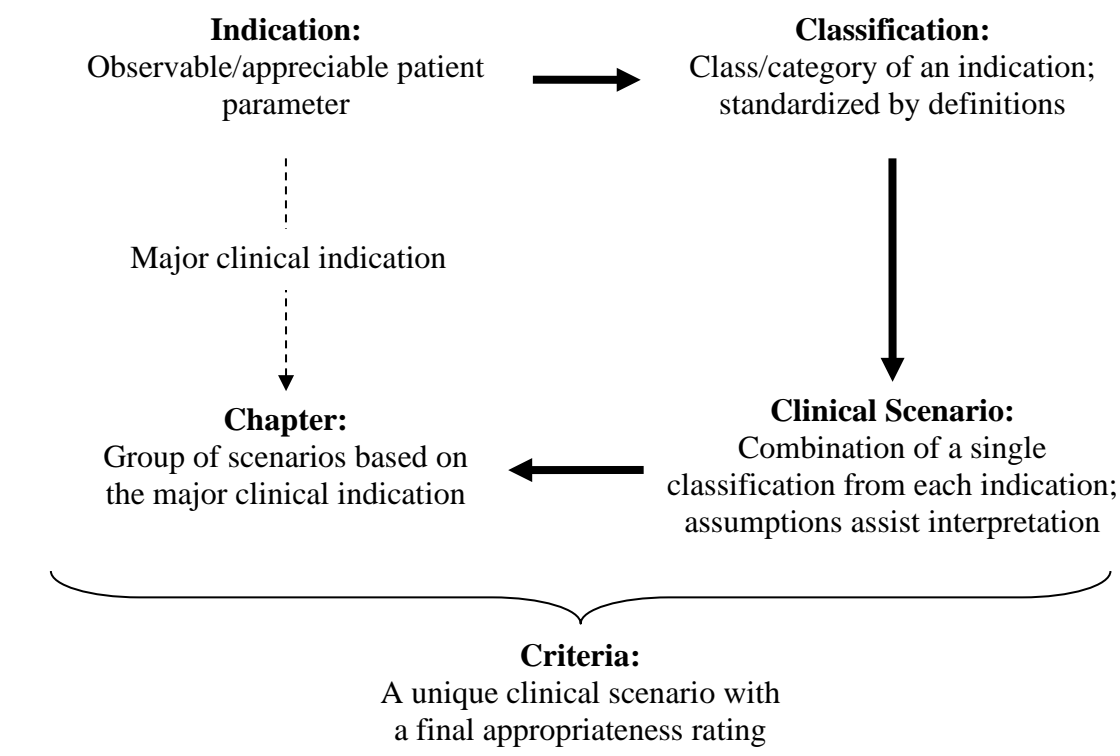 Indication:
Observable/appreciable patient
parameter
Classification:
Class/category of an indication;
standardized by definitions
Major clinical indication
Chapter:
Group of scenarios based on
the major clinical indication
Clinical Scenario:
Combination of a single
classification from each indication;
assumptions assist interpretation
Criteria:
A unique clinical scenario with
a final appropriateness rating